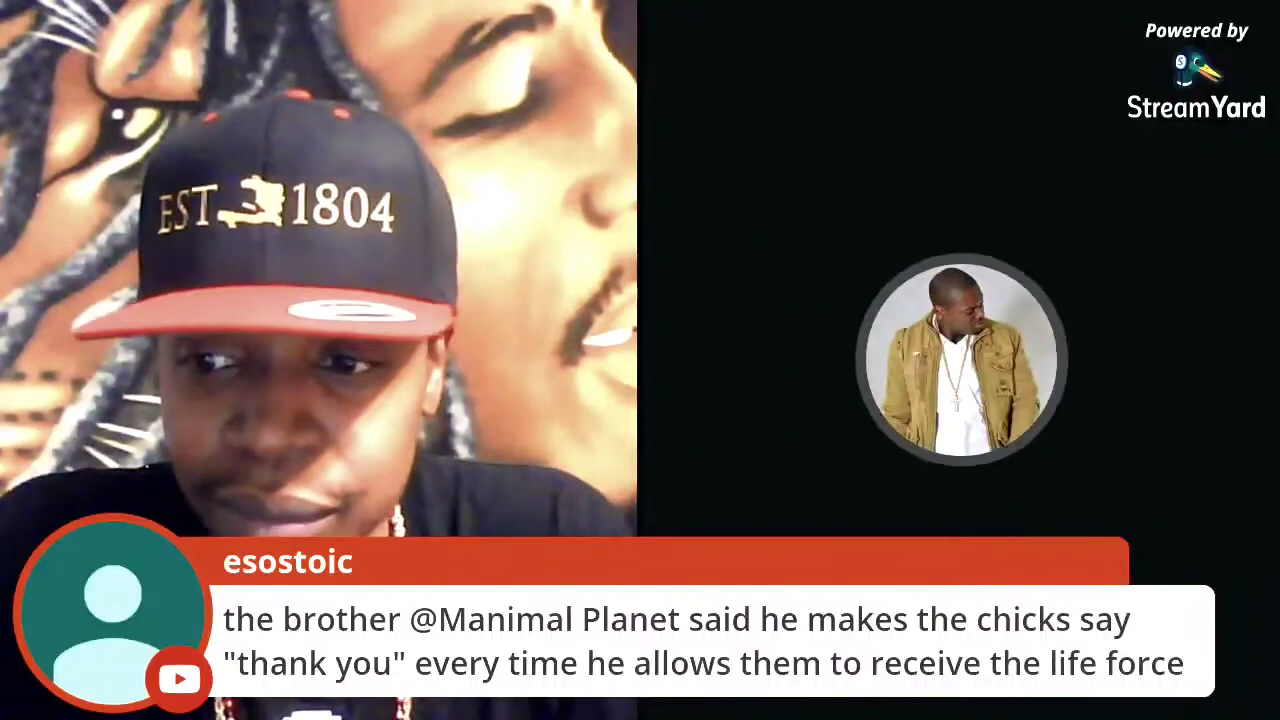 Powered by
StreamYard
EST. 1804
esostoic
the brother @Manimal Planet said he makes the chicks say
"thank you" every time he allows them to receive the life force